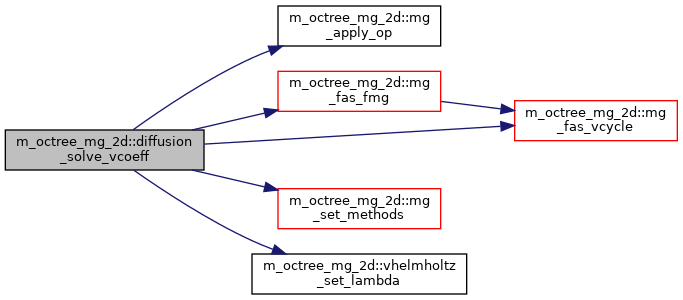 m_octree_mg_2d::mg
_apply_op
m_octree_mg_2d::mg
_fas_fmg
m_octree_mg_2d::mg
_fas_vcycle
m_octree_mg_2d::diffusion
_solve_vcoeff
m_octree_mg_2d::mg
_set_methods
m_octree_mg_2d::vhelmholtz
_set_lambda